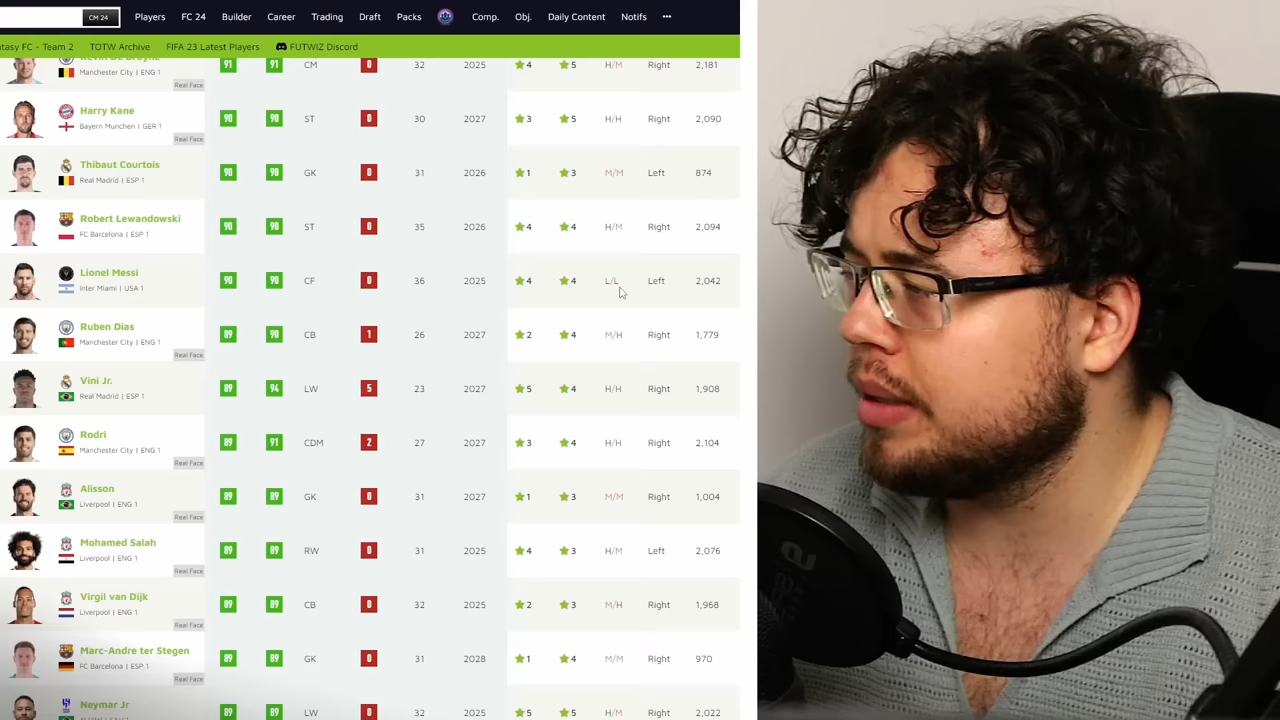 CM 24 Players FC 24 Builder Career Trading Draft Packs Comp. Obj. Daily Content Notifs •••
ntasy FC - Team 2 TOTW Archive FIFA 23 Latest Players FUTWIZ Discord
Kevin De Bruyne 91 91 CM 0 32 2025 4 5 H/M Right 2,181
Manchester City | ENG 1
Real Face
Harry Kane 90 90 ST 0 30 2027 3 5 H/H Right 2,090
Bayern Munchen | GER 1
Real Face
Thibaut Courtois 90 90 GK 0 31 2026 1 3 M/M Left 874
Real Madrid | ESP 1
Robert Lewandowski 90 90 ST 0 35 2026 4 4 H/M Right 2,094
FC Barcelona | ESP 1
Lionel Messi 90 90 CF 0 36 2025 4 4 L/L Left 2,042
Inter Miami | USA 1
Ruben Dias 89 90 CB 1 26 2027 2 4 M/H Right 1,779
Manchester City | ENG 1
Real Face
Vini Jr. 89 94 LW 5 23 2027 5 4 H/H Right 1,908
Real Madrid | ESP 1
Rodri 89 91 CDM 2 27 2027 3 4 H/H Right 2,104
Manchester City | ENG 1
Real Face
Alisson 89 89 GK 0 31 2027 1 3 M/M Right 1,004
Liverpool | ENG 1
Real Face
Mohamed Salah 89 89 RW 0 31 2025 4 3 H/M Left 2,076
Liverpool | ENG 1
Real Face
Virgil van Dijk 89 89 CB 0 32 2025 2 3 M/H Right 1,968
Liverpool | ENG 1
Real Face
Marc-Andre ter Stegen 89 89 GK 0 31 2028 1 4 M/M Right 970
FC Barcelona | ESP 1
Real Face
Neymar Jr 89 89 LW 0 32 2025 5 5 H/M Right 2,022